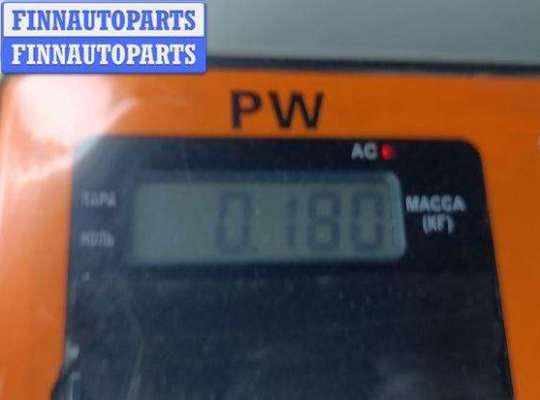 FINNAUTOPARTS
FINNAUTOPARTS
PW
AC
ТАРА
НОЛЬ
0.180
МАССА
(КГ)